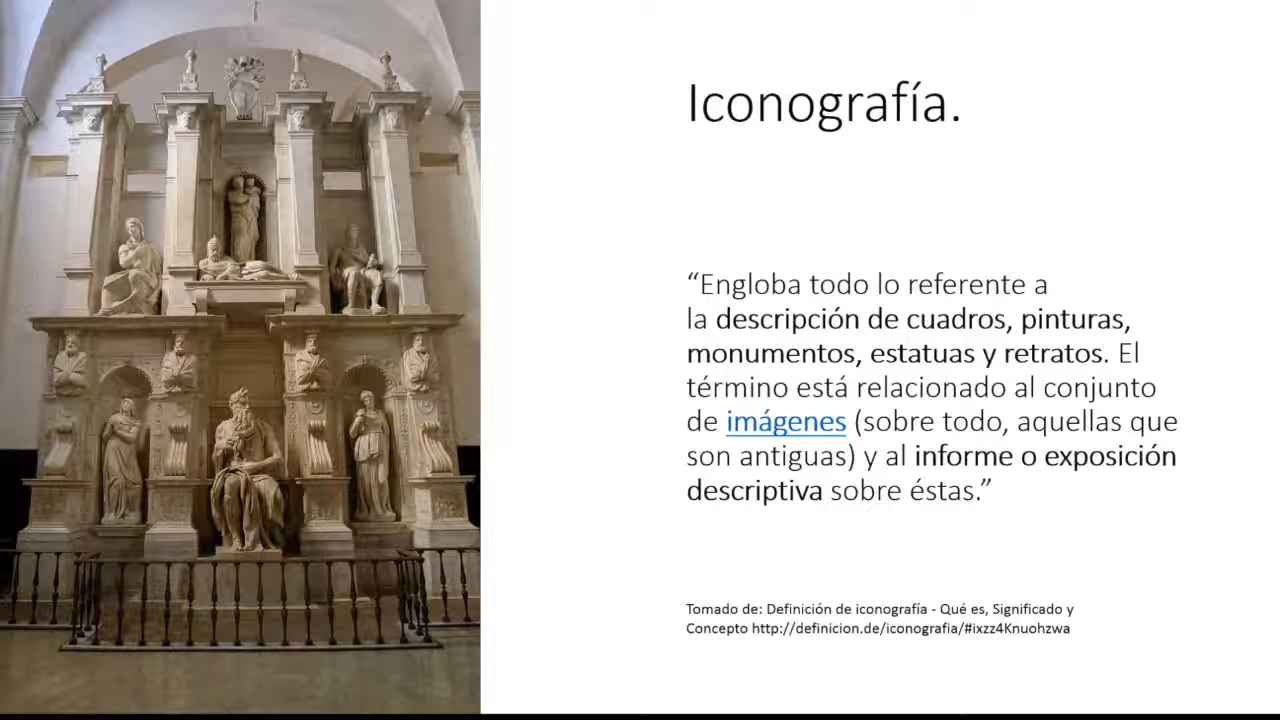 Iconografía.
“Engloba todo lo referente a
la descripción de cuadros, pinturas,
monumentos, estatuas y retratos. El
término está relacionado al conjunto
de imágenes (sobre todo, aquellas que
son antiguas) y al informe o exposición
descriptiva sobre éstas.”
Tomado de: Definición de iconografía - Qué es, Significado y
Concepto http://definicion.de/iconografia/#ixzz4Knuohzwa